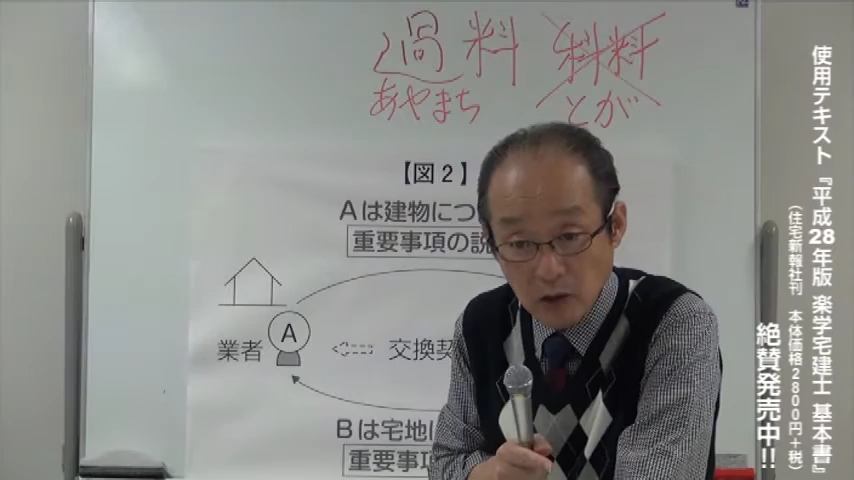 過料 科料
あやまち とが
【図2】
Aは建物につ
重要事項の説
A
業者
交換契
Bは宅地に
重要事項
使用テキスト『平成28年版 楽学宅建士 基本書』
(住宅新報社刊 本体価格2800円+税)
絶賛発売中!!